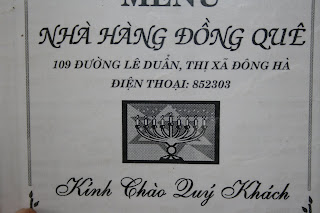 MENU
NHÀ HÀNG ĐỒNG QUÊ
109 ĐƯỜNG LÊ DUẨN, THỊ XÃ ĐÔNG HÀ
ĐIỆN THOẠI: 852303
Kính Chào Quý Khách